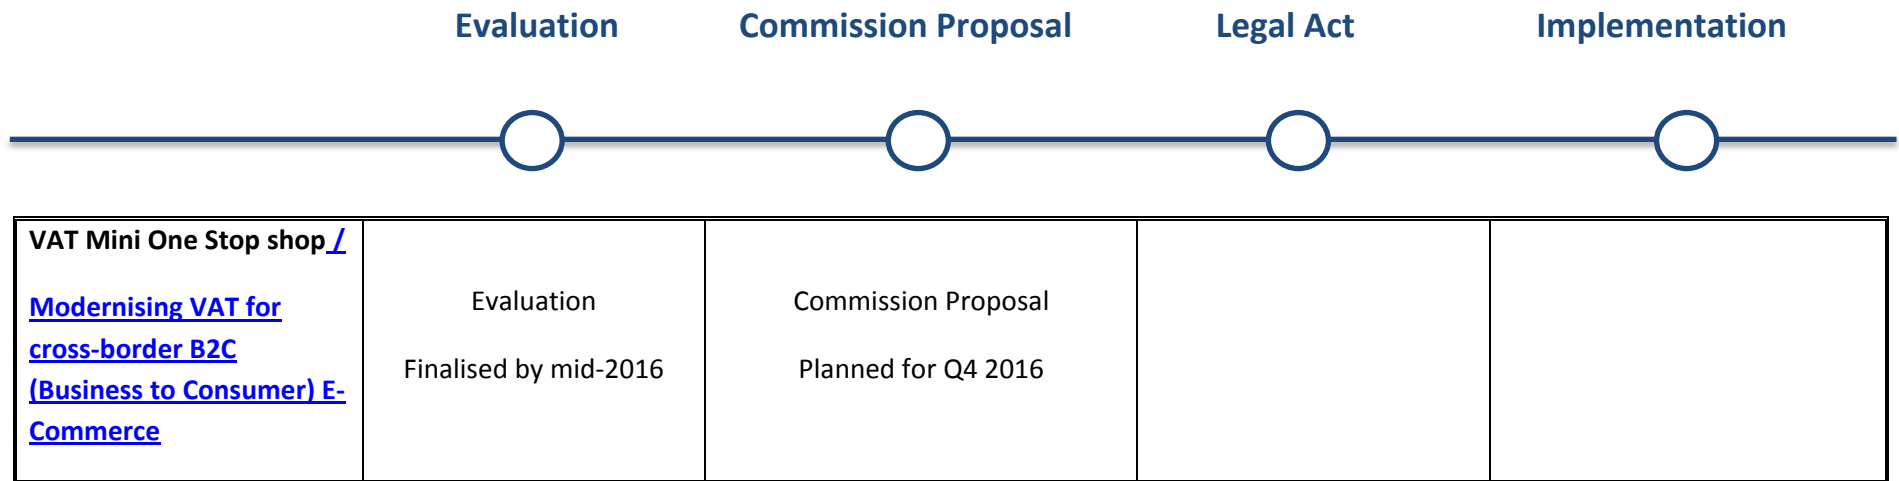 Evaluation Commission Proposal Legal Act Implementation
VAT Mini One Stop shop /
Modernising VAT for
cross-border B2C
(Business to Consumer) E-
Commerce
Evaluation
Finalised by mid-2016
Commission Proposal
Planned for Q4 2016